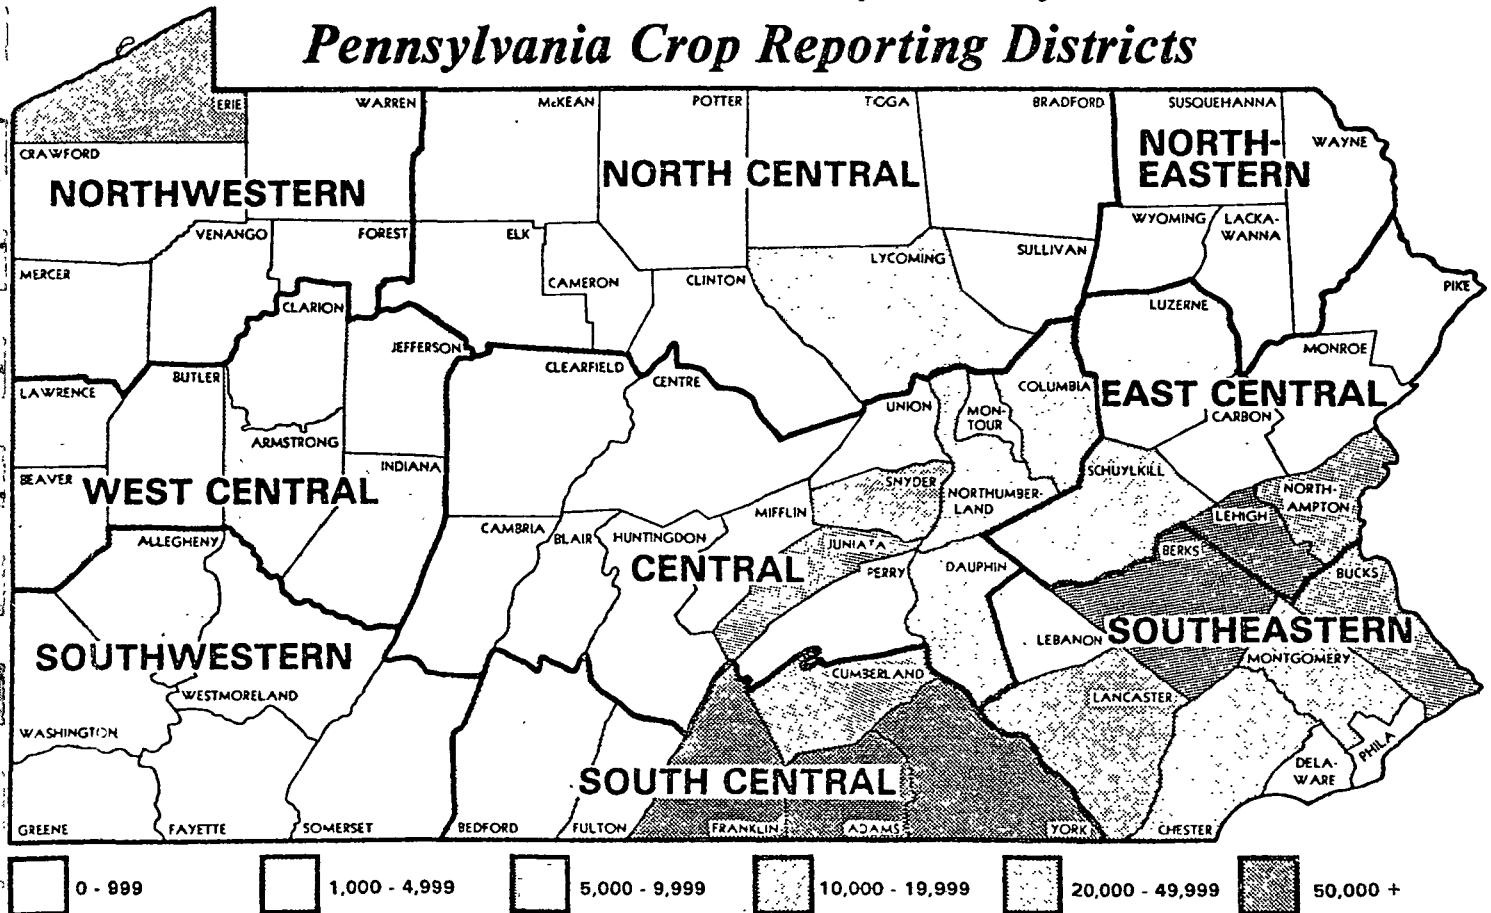 Pennsylvania Crop Reporting Districts
ERIE
WARREN
McKEAN
POTTER
TIOGA
BRADFORD
SUSQUEHANNA
WAYNE
CRAWFORD
NORTHWESTERN
NORTH CENTRAL
NORTH-
EASTERN
VENANGO
FOREST
ELK
CAMERON
CLINTON
LYCOMING
SULLIVAN
WYOMING
LACKA-
WANNA
PIKE
MERCER
CLARION
JEFFERSON
CLEARFIELD
CENTRE
LUZERNE
MONROE
LAWRENCE
BUTLER
ARMSTRONG
INDIANA
UNION
MON-
TOUR
COLUMBIA
EAST CENTRAL
CARBON
BEAVER
WEST CENTRAL
SNYDER
NORTHUMBER-
LAND
SCHUYLKILL
NORTH-
AMPTON
LEHIGH
ALLEGHENY
CAMBRIA
BLAIR
HUNTINGDON
MIFFLIN
JUNIATA
PERRY
DAUPHIN
BERKS
BUCKS
CENTRAL
SOUTHWESTERN
LEBANON
SOUTHEASTERN
MONTGOMERY
WESTMORELAND
CUMBERLAND
LANCASTER
WASHINGTON
SOUTH CENTRAL
DELA-
WARE
PHILA
GREENE
FAYETTE
SOMERSET
BEDFORD
FULTON
FRANKLIN
ADAMS
YORK
CHESTER
0 - 999
1,000 - 4,999
5,000 - 9,999
10,000 - 19,999
20,000 - 49,999
50,000 +